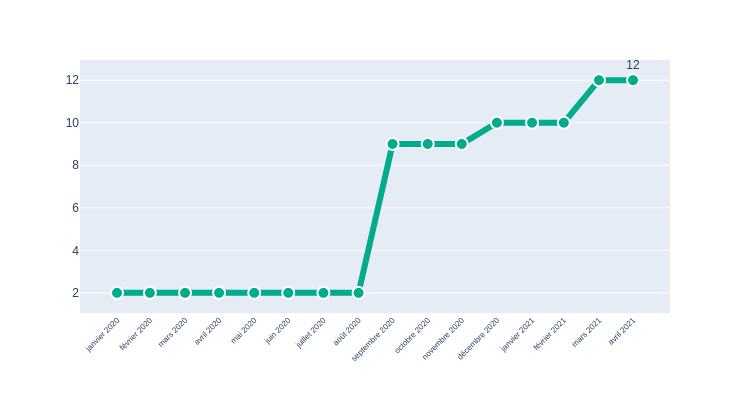 12
12
10
8
6
4
2
janvier 2020
février 2020
mars 2020
avril 2020
mai 2020
juin 2020
juillet 2020
août 2020
septembre 2020
octobre 2020
novembre 2020
décembre 2020
janvier 2021
février 2021
mars 2021
avril 2021